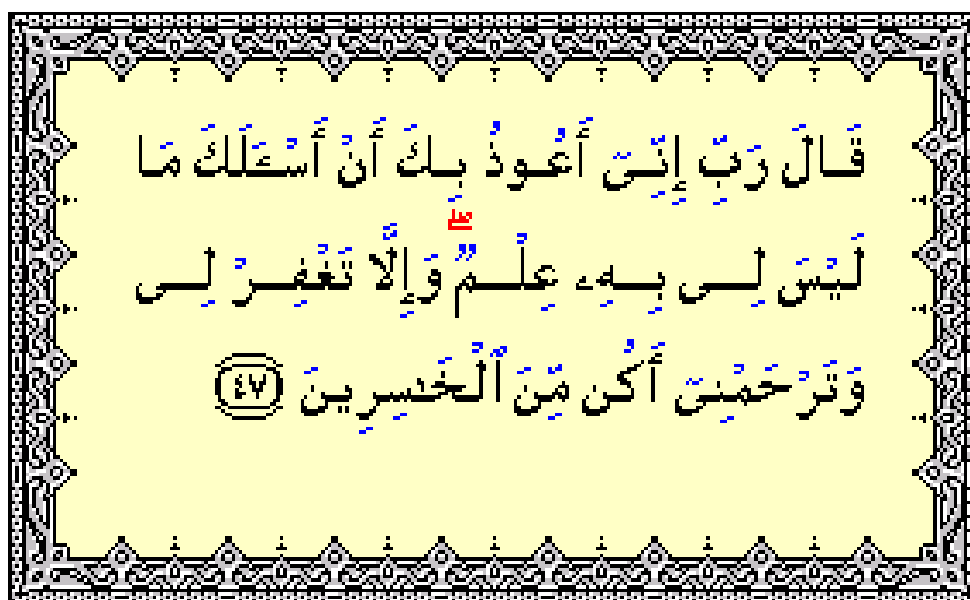 قَالَ رَبِّ إِنِّىٓ أَعُوذُ بِكَ أَنْ أَسْـَٔلَكَ مَا
لَيْسَ لِى بِهِۦ عِلْمٌ ۖ وَإِلَّا تَغْفِرْ لِى
وَتَرْحَمْنِىٓ أَكُن مِّنَ ٱلْخَـٰسِرِينَ ٤٧